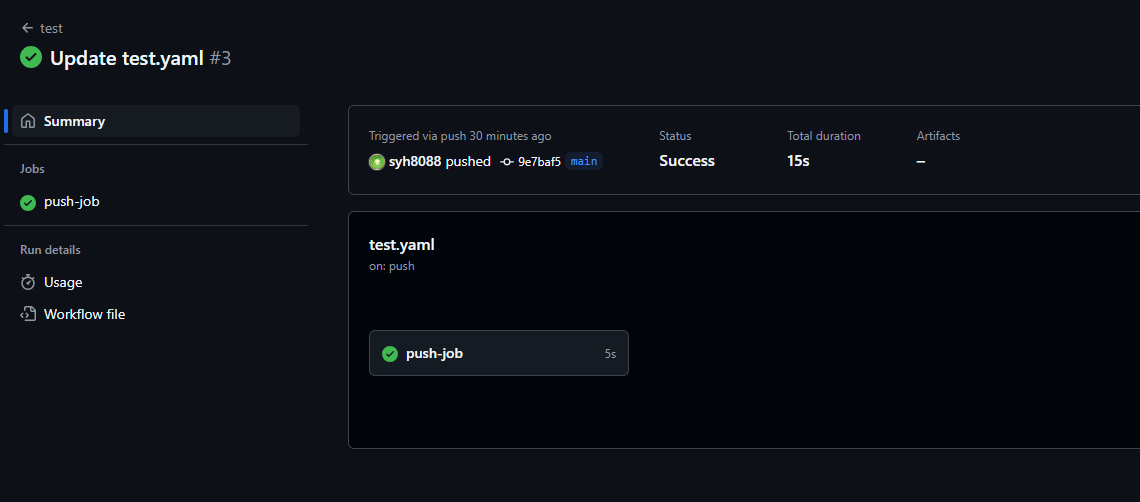 test
Update test.yaml #3
Summary
Jobs
push-job
Run details
Usage
Workflow file
Triggered via push 30 minutes ago
syh8088 pushed 9e7baf5 main
Status
Success
Total duration
15s
Artifacts
–
test.yaml
on: push
push-job 5s